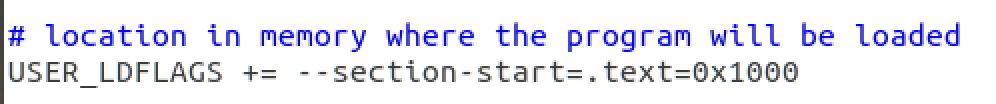 # location in memory where the program will be loaded
USER_LDFLAGS += --section-start=.text=0x1000